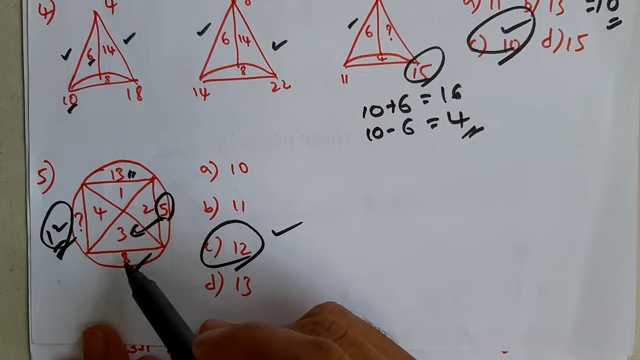 4) 4 8 a) 11 b) 13 = 10
6 14 6 14 6 ? c) 10 d) 15
8 8 4
10 18 14 22 11 15
10 + 6 = 16
10 - 6 = 4
5) 13 a) 10
1
? 4 2 5 b) 11
3 c) 12
8 d) 13